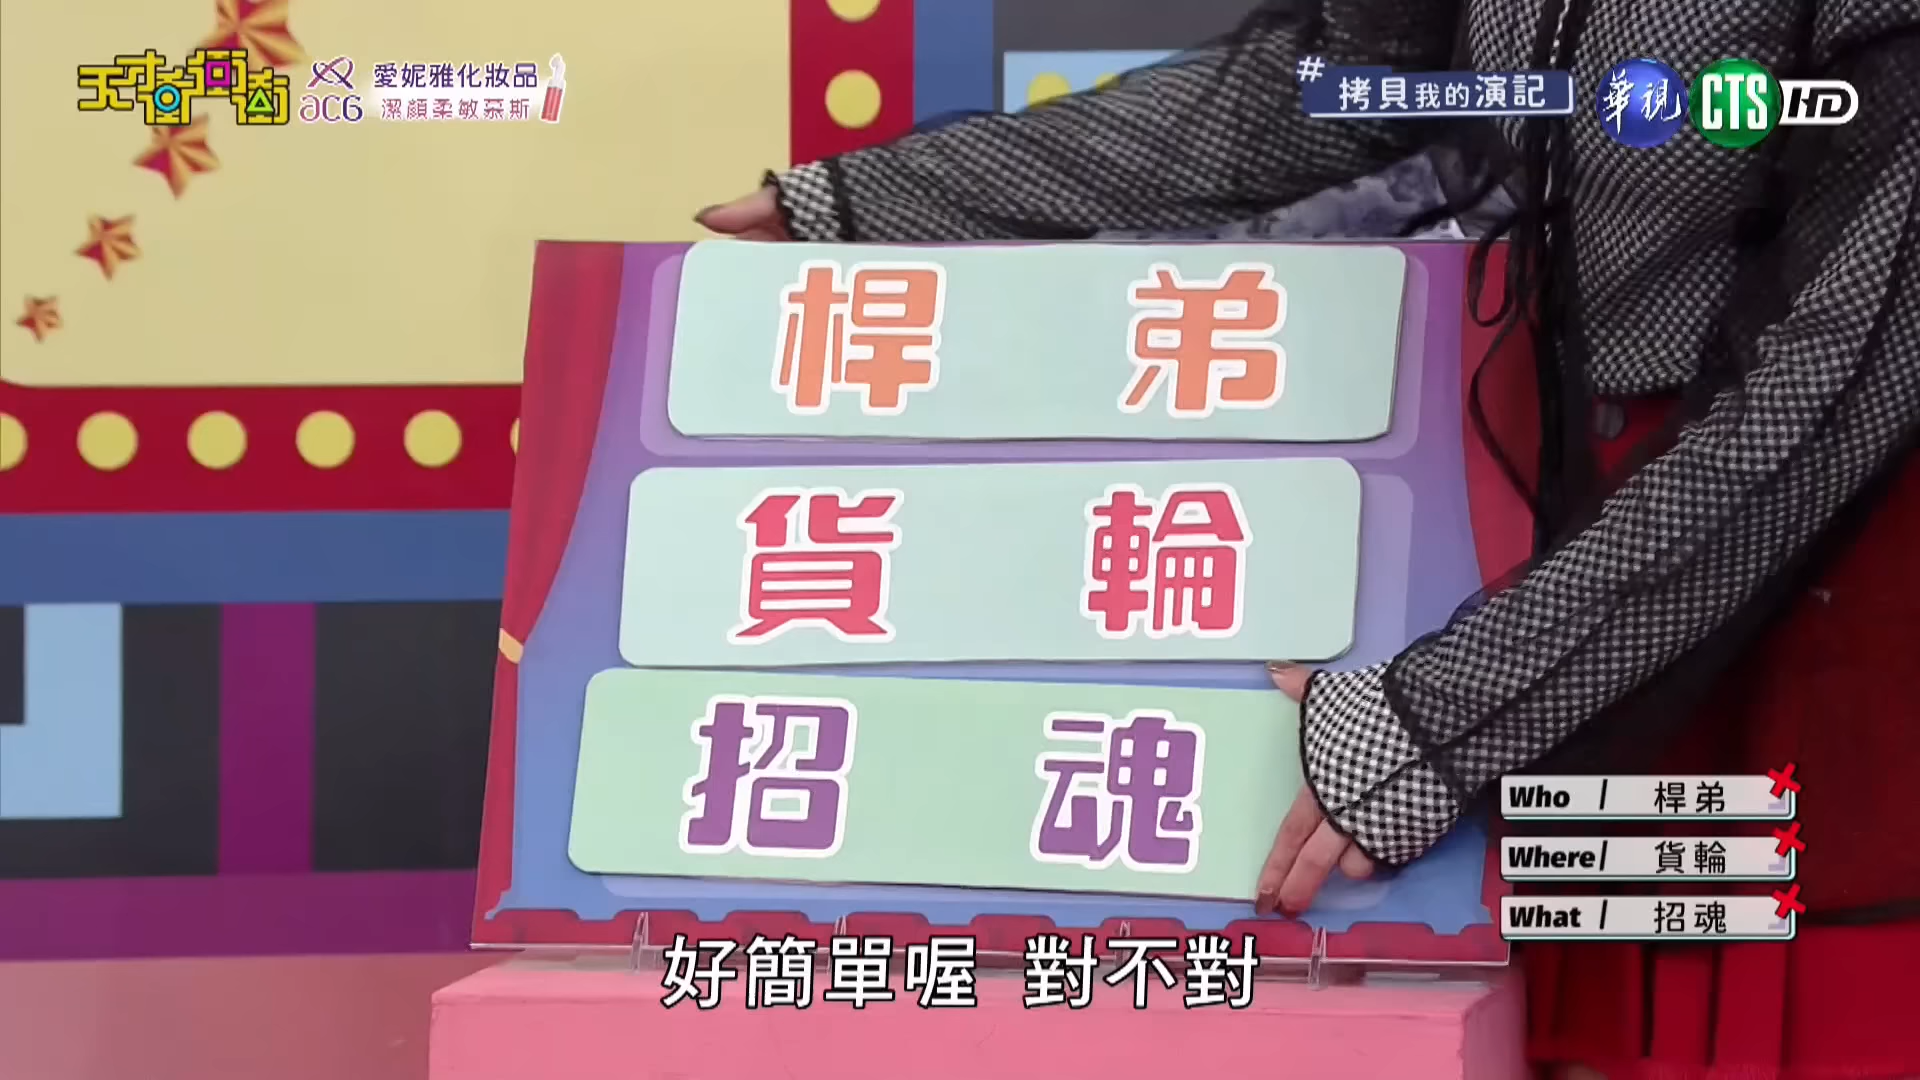 天才衝衝衝
ac6
愛妮雅化妝品
潔顏柔敏慕斯
#拷貝我的演記
華視 CTS HD
桿弟
貨輪
招魂
Who / 桿弟
Where / 貨輪
What / 招魂
好簡單喔 對不對